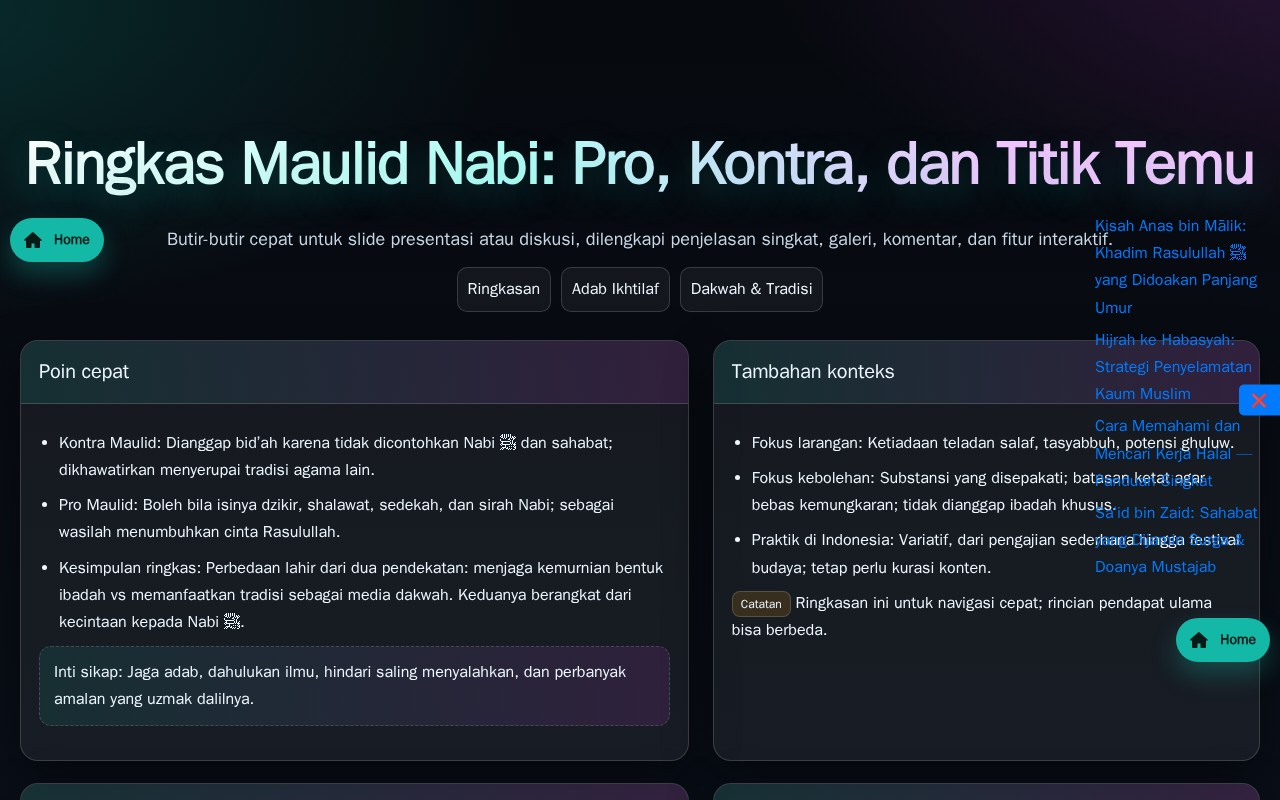 Ringkas Maulid Nabi: Pro, Kontra, dan Titik Temu
Home
Butir-butir cepat untuk slide presentasi atau diskusi, dilengkapi penjelasan singkat, galeri, komentar, dan fitur interaktif.
Ringkasan
Adab Ikhtilaf
Dakwah & Tradisi
Kisah Anas bin Mālik:
Khadim Rasulullah ﷺ
yang Didoakan Panjang
Umur
Hijrah ke Habasyah:
Strategi Penyelamatan
Kaum Muslim
Cara Memahami dan
Mencari Kerja Halal —
Panduan Singkat
Sa'id bin Zaid: Sahabat
yang Dijamin Surga &
Doanya Mustajab
Poin cepat
Kontra Maulid: Dianggap bid'ah karena tidak dicontohkan Nabi ﷺ dan sahabat;
dikhawatirkan menyerupai tradisi agama lain.
Pro Maulid: Boleh bila isinya dzikir, shalawat, sedekah, dan sirah Nabi; sebagai
wasilah menumbuhkan cinta Rasulullah.
Kesimpulan ringkas: Perbedaan lahir dari dua pendekatan: menjaga kemurnian bentuk
ibadah vs memanfaatkan tradisi sebagai media dakwah. Keduanya berangkat dari
kecintaan kepada Nabi ﷺ.
Inti sikap: Jaga adab, dahulukan ilmu, hindari saling menyalahkan, dan perbanyak
amalan yang uzmak dalilnya.
Tambahan konteks
Fokus larangan: Ketiadaan teladan salaf, tasyabbuh, potensi ghuluw.
Fokus kebolehan: Substansi yang disepakati; batasan ketat agar
bebas kemungkaran; tidak dianggap ibadah khusus.
Praktik di Indonesia: Variatif, dari pengajian sederhana hingga festival
budaya; tetap perlu kurasi konten.
Catatan Ringkasan ini untuk navigasi cepat; rincian pendapat ulama
bisa berbeda.
Home